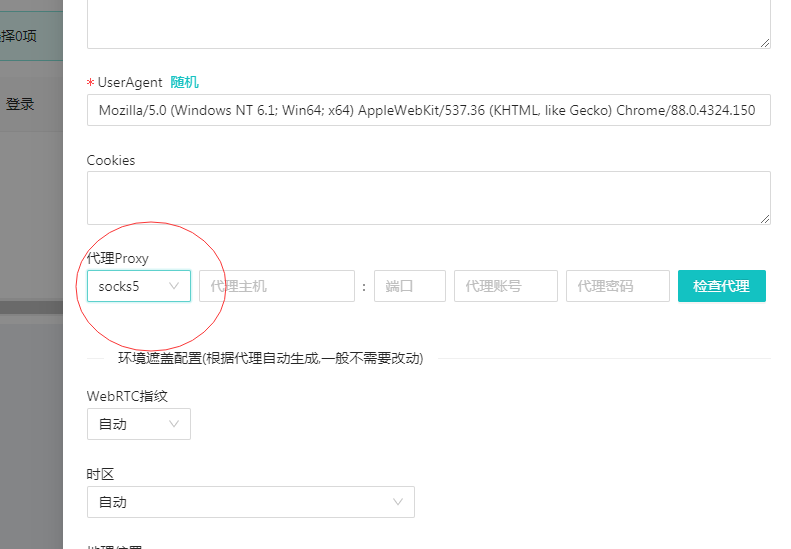 择0项
登录
* UserAgent 随机
Mozilla/5.0 (Windows NT 6.1; Win64; x64) AppleWebKit/537.36 (KHTML, like Gecko) Chrome/88.0.4324.150
Cookies
代理Proxy
socks5 代理主机 : 端口 代理账号 代理密码 检查代理
环境遮盖配置(根据代理自动生成,一般不需要改动)
WebRTC指纹
自动
时区
自动
地理位置